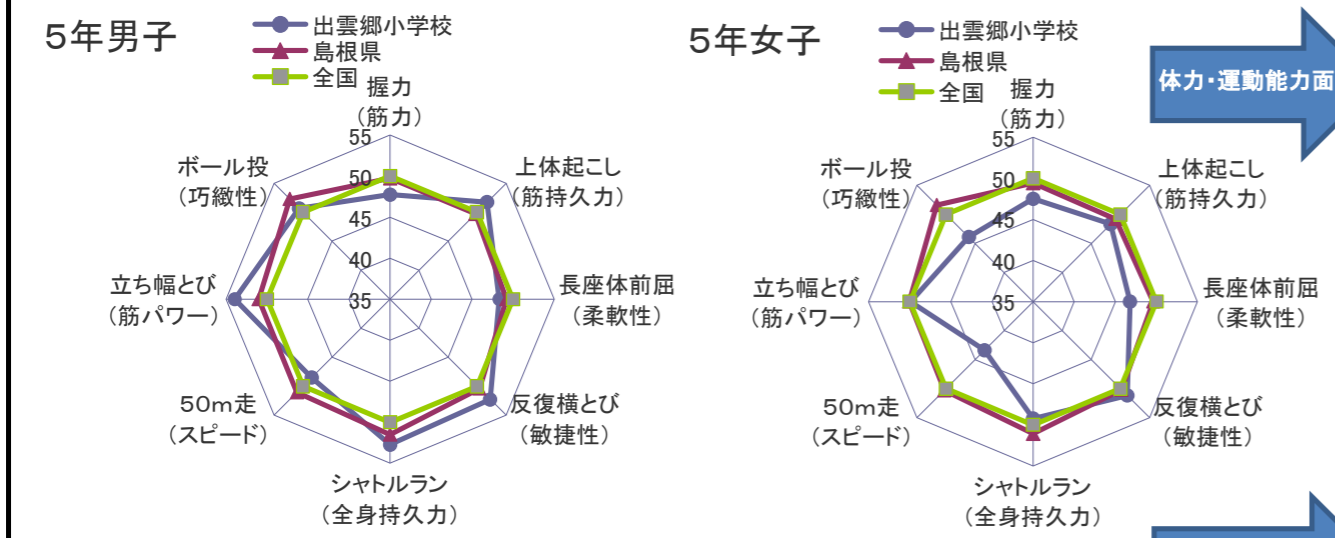 5年男子
出雲郷小学校
島根県
全国
握力
(筋力)
上体起こし
(筋持久力)
長座体前屈
(柔軟性)
反復横とび
(敏捷性)
シャトルラン
(全身持久力)
50m走
(スピード)
立ち幅とび
(筋パワー)
ボール投
(巧緻性)
55
50
45
40
35
5年女子
出雲郷小学校
島根県
全国
握力
(筋力)
上体起こし
(筋持久力)
長座体前屈
(柔軟性)
反復横とび
(敏捷性)
シャトルラン
(全身持久力)
50m走
(スピード)
立ち幅とび
(筋パワー)
ボール投
(巧緻性)
55
50
45
40
35
体力・運動能力面